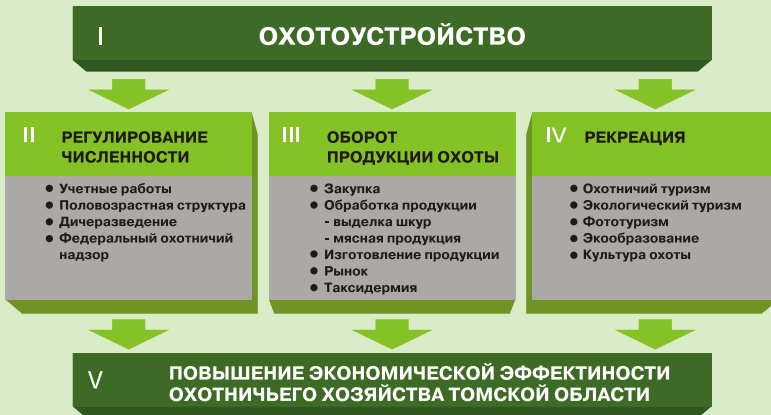 I ОХОТОУСТРОЙСТВО
II РЕГУЛИРОВАНИЕ
ЧИСЛЕННОСТИ
● Учетные работы
● Половозрастная структура
● Дичеразведение
● Федеральный охотничий
надзор
III ОБОРОТ
ПРОДУКЦИИ ОХОТЫ
● Закупка
● Обработка продукции
- выделка шкур
- мясная продукция
● Изготовление продукции
● Рынок
● Таксидермия
IV РЕКРЕАЦИЯ
● Охотничий туризм
● Экологический туризм
● Фототуризм
● Экообразование
● Культура охоты
V ПОВЫШЕНИЕ ЭКОНОМИЧЕСКОЙ ЭФФЕКТИНОСТИ
ОХОТНИЧЬЕГО ХОЗЯЙСТВА ТОМСКОЙ ОБЛАСТИ